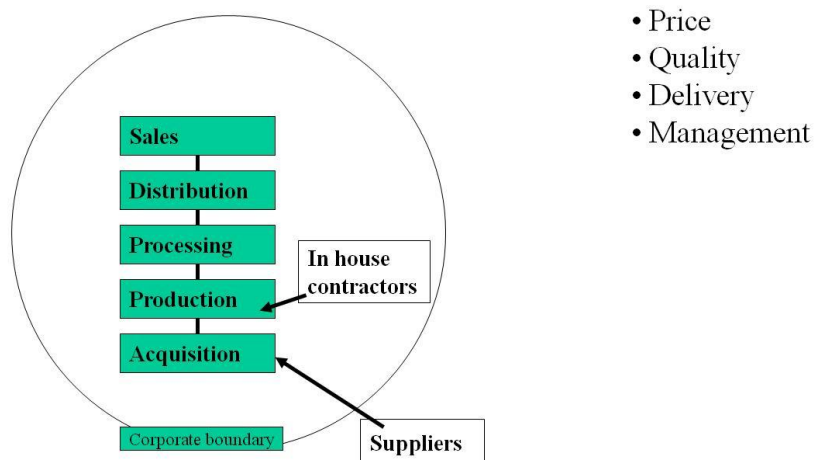 Sales
Distribution
Processing
Production
Acquisition
In house
contractors
Suppliers
Corporate boundary
• Price
• Quality
• Delivery
• Management